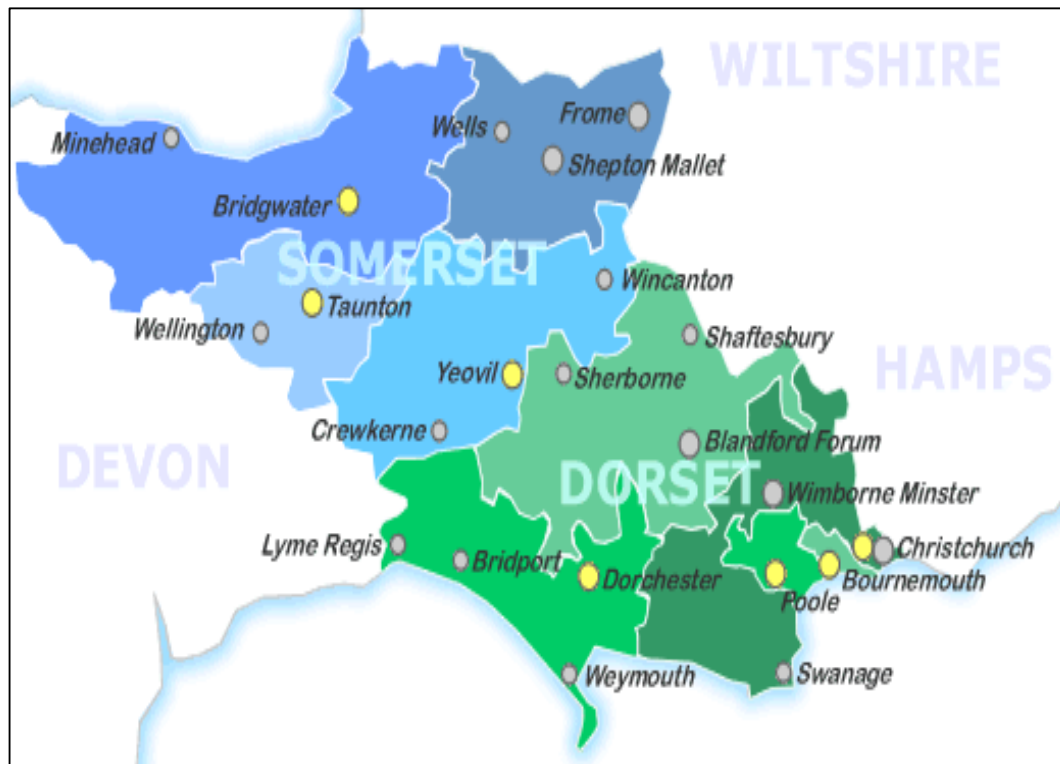 WILTSHIRE
Frome
Wells
Minehead
Shepton Mallet
Bridgwater
SOMERSET
Wincanton
Taunton
Wellington
Shaftesbury
HAMPS
Yeovil
Sherborne
Crewkerne
Blandford Forum
DEVON
DORSET
Wimborne Minster
Lyme Regis
Christchurch
Bridport
Dorchester
Bournemouth
Poole
Weymouth
Swanage